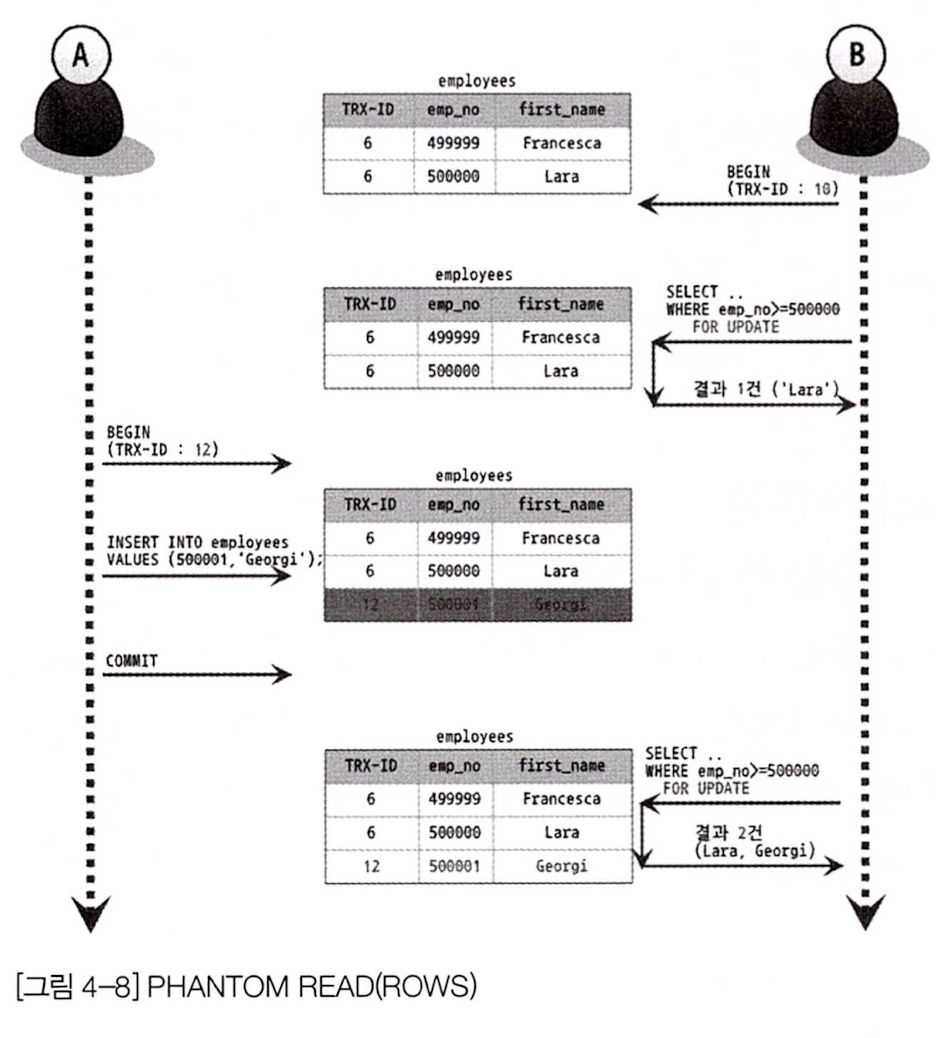 A
B
employees
TRX-ID emp_no first_name
6 499999 Francesca
6 500000 Lara
BEGIN
(TRX-ID : 10)
employees
TRX-ID emp_no first_name
6 499999 Francesca
6 500000 Lara
SELECT ..
WHERE emp_no>=500000
FOR UPDATE
결과 1건 ('Lara')
BEGIN
(TRX-ID : 12)
employees
TRX-ID emp_no first_name
6 499999 Francesca
6 500000 Lara
12 500001 Georgi
INSERT INTO employees
VALUES (500001,'Georgi');
COMMIT
employees
TRX-ID emp_no first_name
6 499999 Francesca
6 500000 Lara
12 500001 Georgi
SELECT ..
WHERE emp_no>=500000
FOR UPDATE
결과 2건
(Lara, Georgi)
[그림 4-8] PHANTOM READ(ROWS)